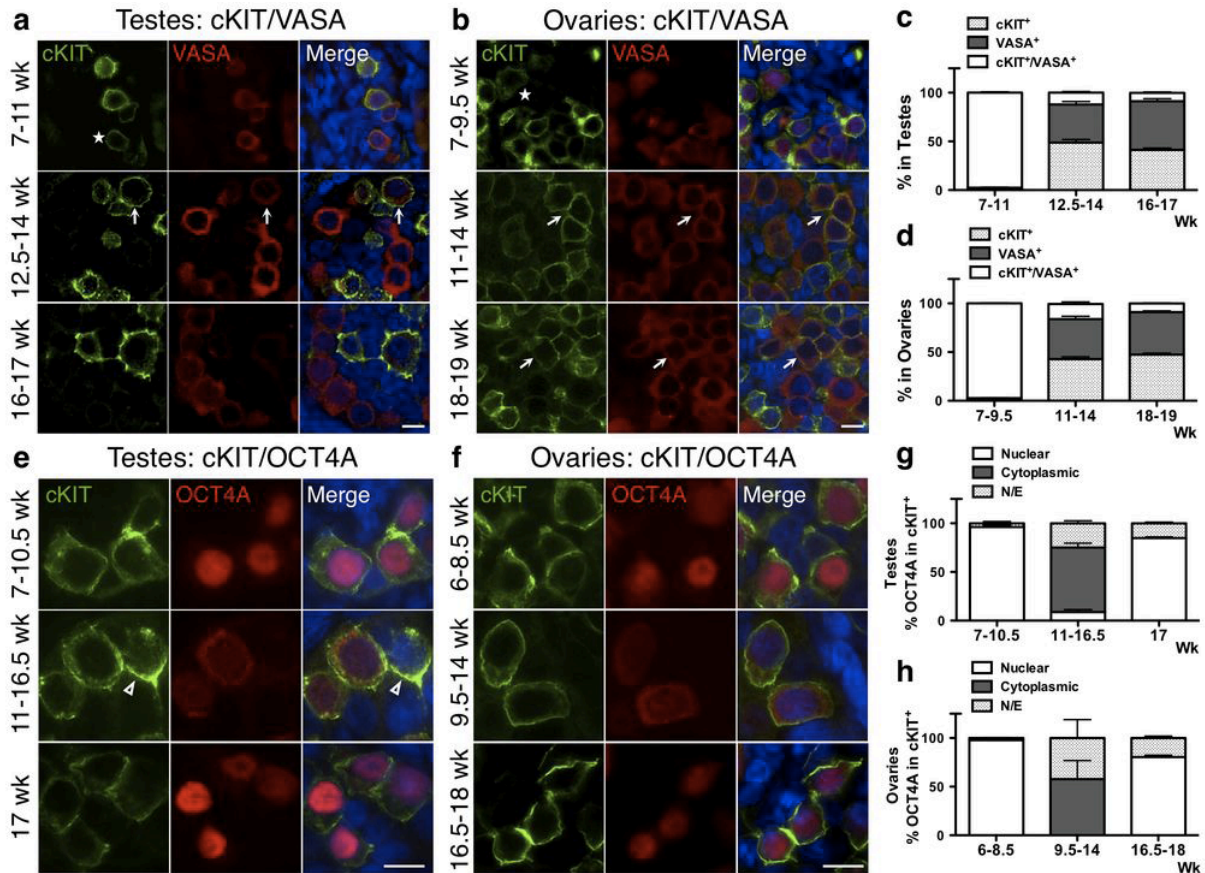 a Testes: cKIT/VASA
cKIT VASA Merge
7-11 wk
12.5-14 wk
16-17 wk
b Ovaries: cKIT/VASA
cKIT VASA Merge
7-9.5 wk
11-14 wk
18-19 wk
c
cKIT⁺
VASA⁺
cKIT⁺/VASA⁺
% in Testes
100
50
0
7-11 12.5-14 16-17
Wk
d
cKIT⁺
VASA⁺
cKIT⁺/VASA⁺
% in Ovaries
100
50
0
7-9.5 11-14 18-19
Wk
e Testes: cKIT/OCT4A
cKIT OCT4A Merge
7-10.5 wk
11-16.5 wk
17 wk
f Ovaries: cKIT/OCT4A
cKIT OCT4A Merge
6-8.5 wk
9.5-14 wk
16.5-18 wk
g
Nuclear
Cytoplasmic
N/E
Testes
% OCT4A in cKIT⁺
100
50
0
7-10.5 11-16.5 17
Wk
h
Nuclear
Cytoplasmic
N/E
Ovaries
% OCT4A in cKIT⁺
100
50
0
6-8.5 9.5-14 16.5-18
Wk